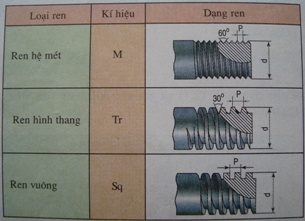 Loại ren Kí hiệu Dạng ren
Ren hệ mét M 60° P d
Ren hình thang Tr 30° P d
Ren vuông Sq P d